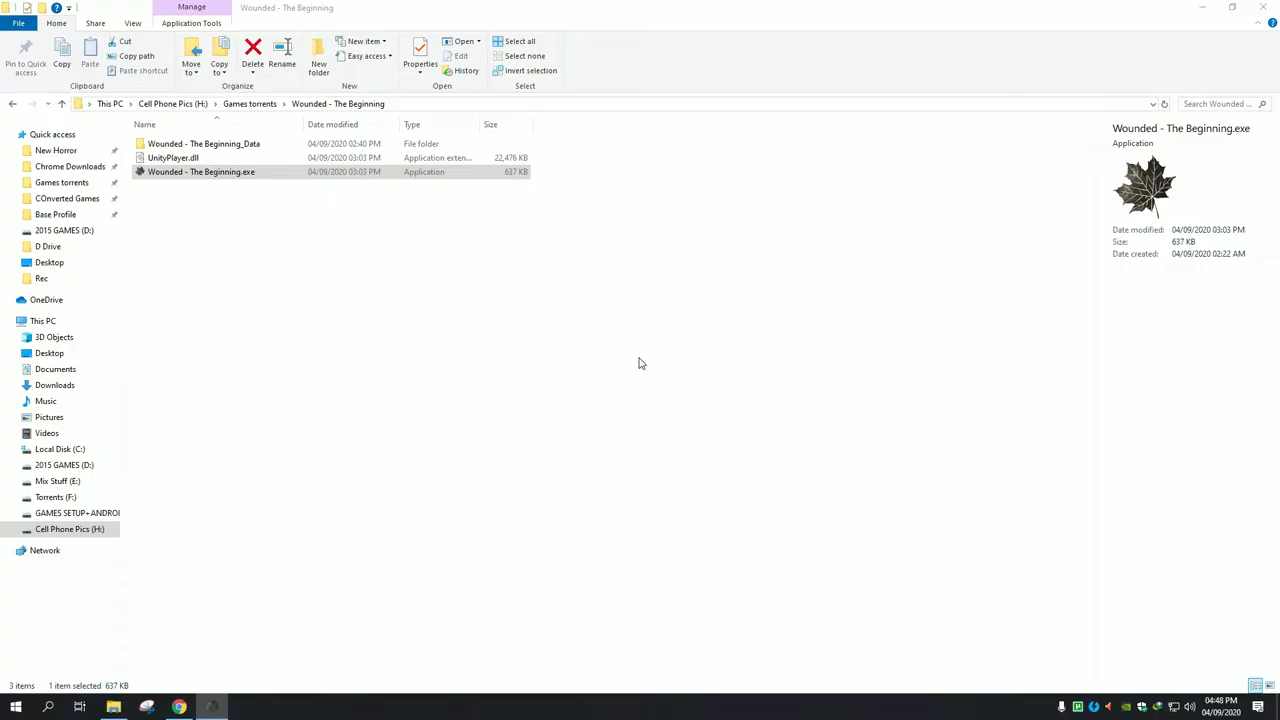 Manage
Wounded - The Beginning
File
Home
Share
View
Application Tools
Pin to Quick access
Copy
Paste
Cut
Copy path
Paste shortcut
Clipboard
Move to
Copy to
Delete
Rename
Organize
New folder
New item
Easy access
New
Properties
Open
Edit
History
Open
Select all
Select none
Invert selection
Select
This PC > Cell Phone Pics (H:) > Games torrents > Wounded - The Beginning
Search Wounded ...
Name Date modified Type Size
Wounded - The Beginning_Data 04/09/2020 02:40 PM File folder
UnityPlayer.dll 04/09/2020 03:03 PM Application exten... 22,476 KB
Wounded - The Beginning.exe 04/09/2020 03:03 PM Application 637 KB
Quick access
New Horror
Chrome Downloads
Games torrents
COnverted Games
Base Profile
2015 GAMES (D:)
D Drive
Desktop
Rec
OneDrive
This PC
3D Objects
Desktop
Documents
Downloads
Music
Pictures
Videos
Local Disk (C:)
2015 GAMES (D:)
Mix Stuff (E:)
Torrents (F:)
GAMES SETUP+ANDROI
Cell Phone Pics (H:)
Network
Wounded - The Beginning.exe
Application
Date modified: 04/09/2020 03:03 PM
Size: 637 KB
Date created: 04/09/2020 02:22 AM
3 items 1 item selected 637 KB
04:48 PM
04/09/2020